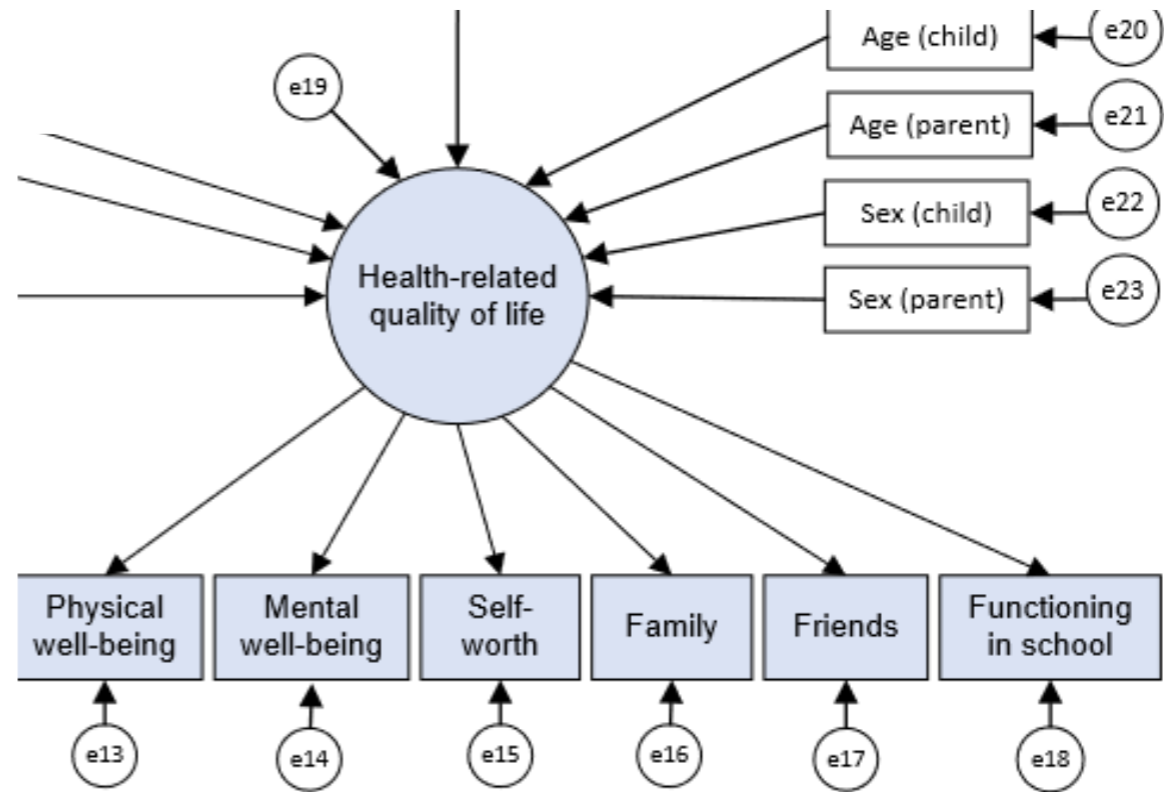 Age (child)
e20
e19
Age (parent)
e21
Sex (child)
e22
Health-related
quality of life
Sex (parent)
e23
Physical
well-being
Mental
well-being
Self-
worth
Family
Friends
Functioning
in school
e13
e14
e15
e16
e17
e18